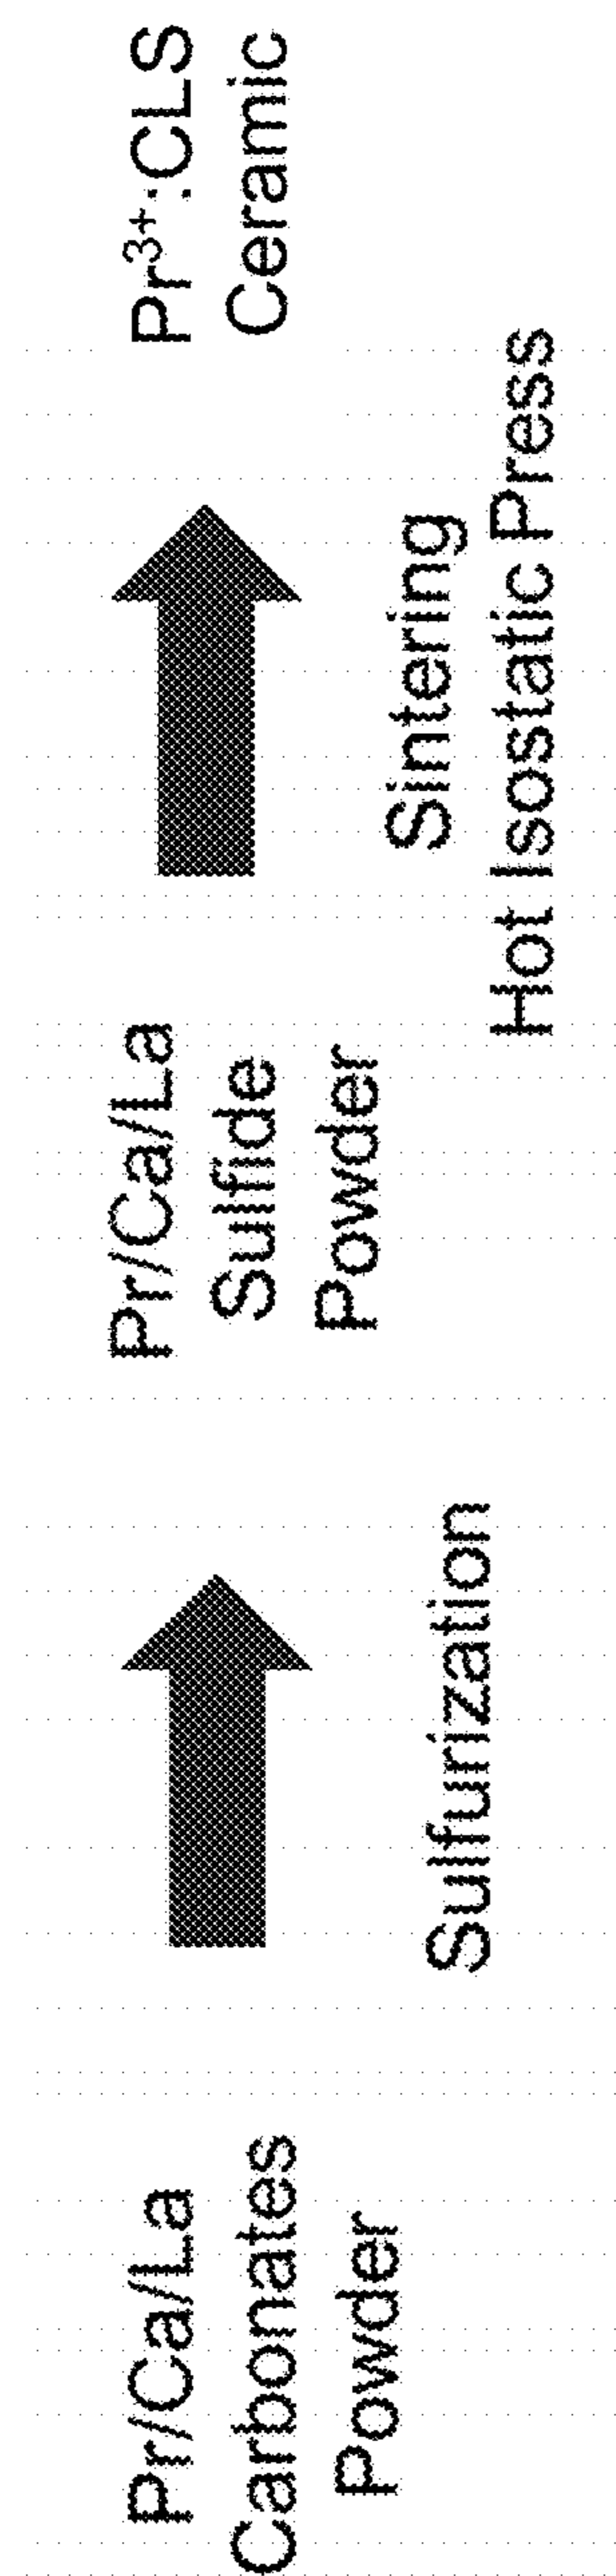 Pr/Ca/La
Carbonates
Powder
Sulfurization
Pr/Ca/La
Sulfide
Powder
Sintering
Hot Isostatic Press
Pr³⁺:CLS
Ceramic